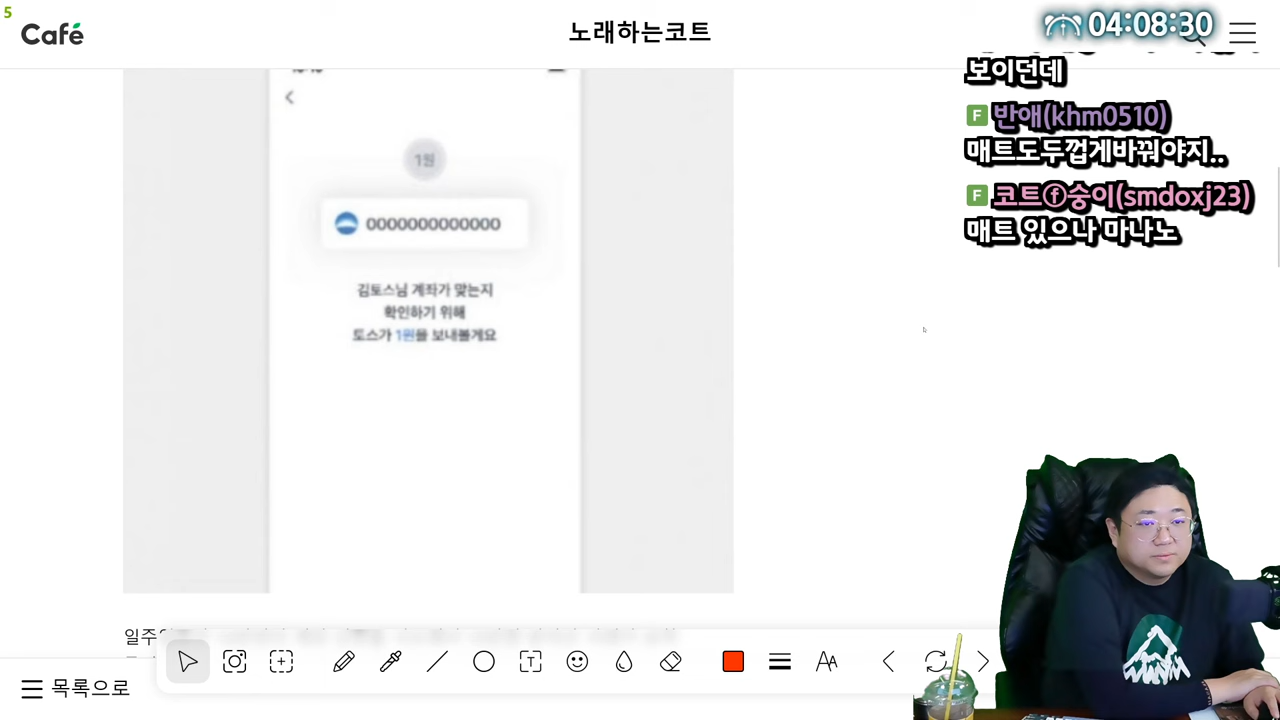 5
Café
노래하는코트
04:08:30
보이던데
F 반애(khm0510)
매트도두껍게바꿔야지..
F 코트ⓕ숭이(smdoxj23)
매트 있으나 마나노
1원
0000000000000
김토스님 계좌가 맞는지
확인하기 위해
토스가 1원을 보내볼게요
일주
T
AA
목록으로